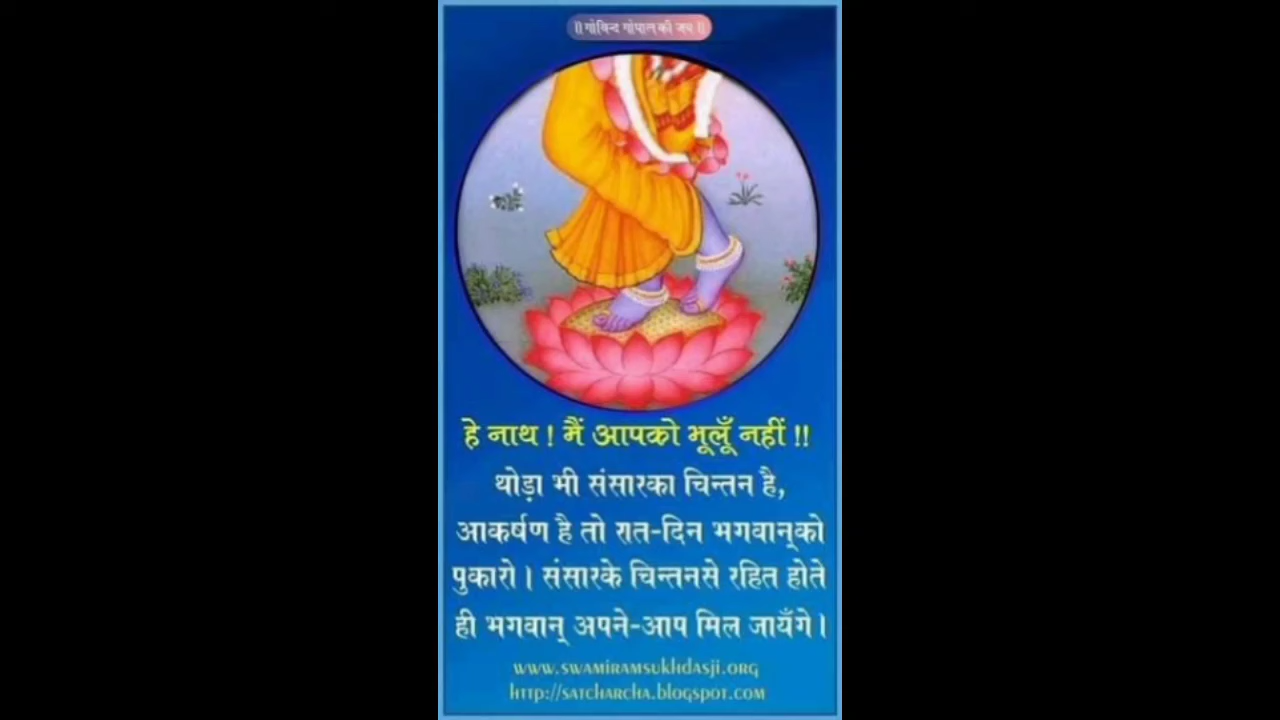 ॥ गोविन्द गोपाल की जय ॥
हे नाथ ! मैं आपको भूलूँ नहीं !!
थोड़ा भी संसारका चिन्तन है,
आकर्षण है तो रात-दिन भगवान्‌को
पुकारो । संसारके चिन्तनसे रहित होते
ही भगवान् अपने-आप मिल जायँगे ।
www.swamiramsukhdasji.org
http://satcharcha.blogspot.com